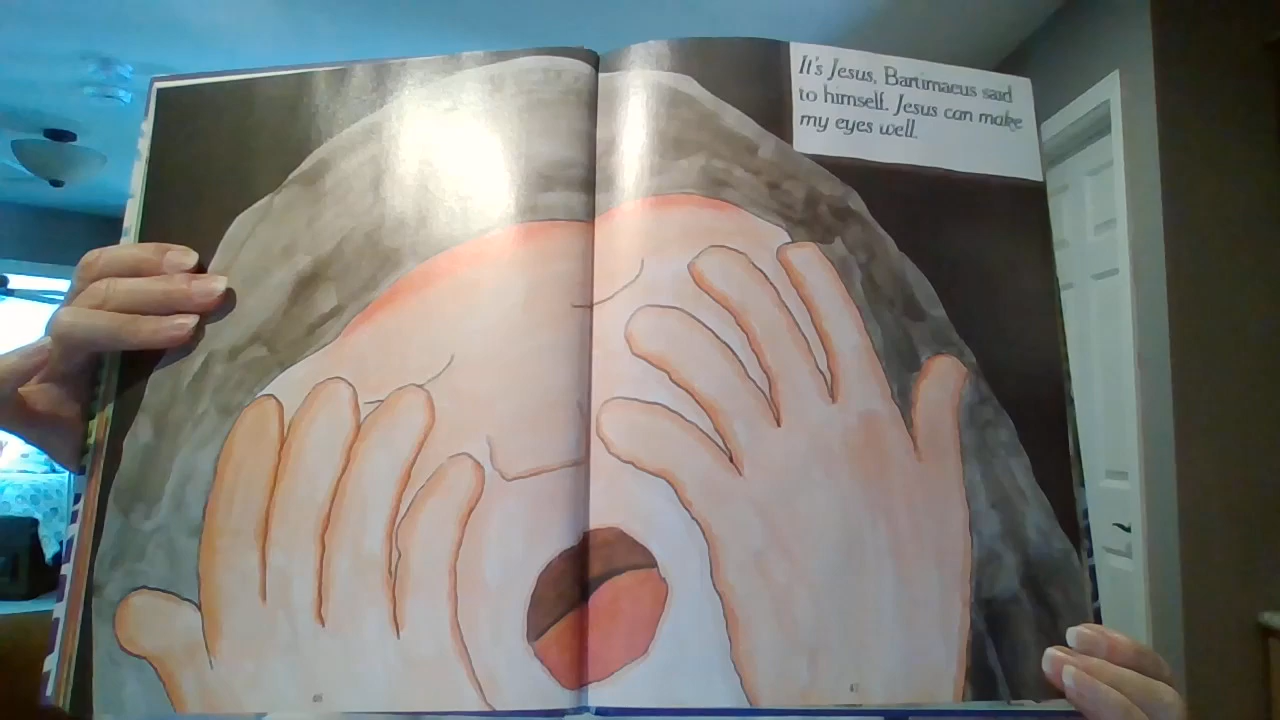 It's Jesus, Bartimaeus said
to himself. Jesus can make
my eyes well.